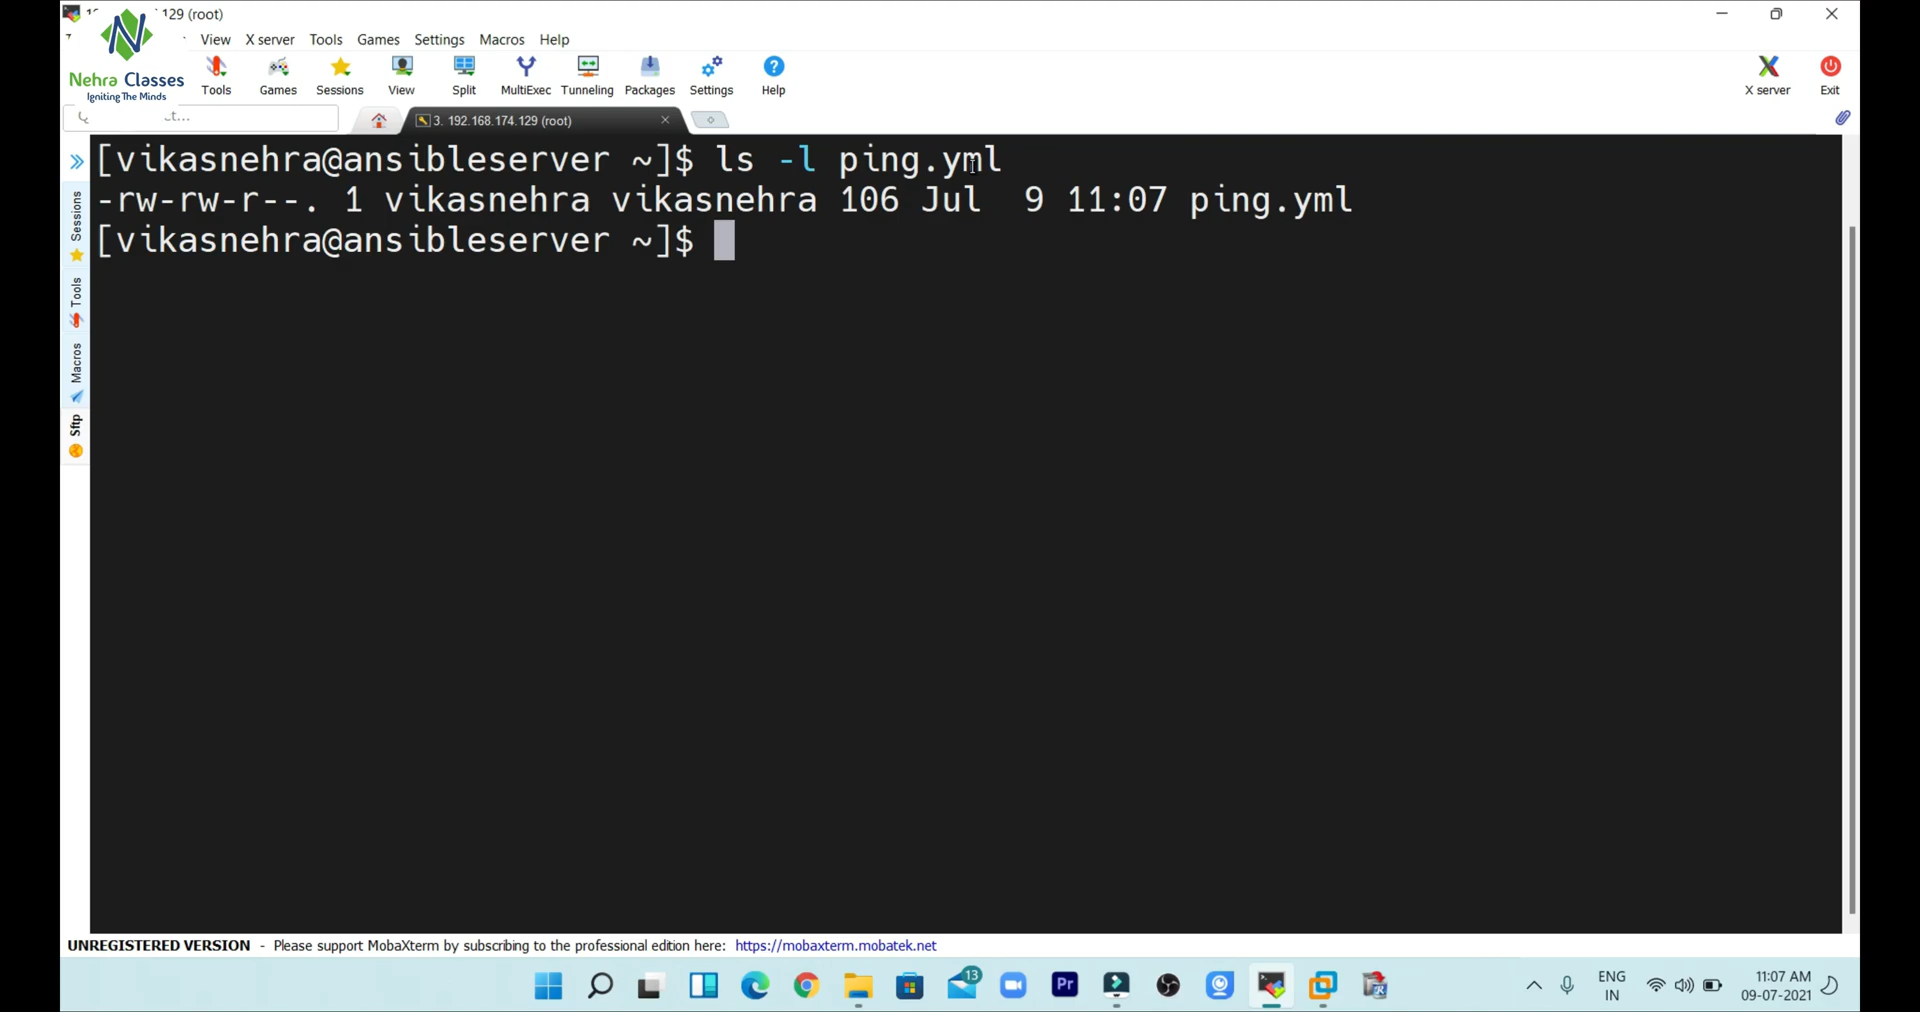 129 (root)
View X server Tools Games Settings Macros Help
Nehra Classes
Igniting The Minds
Tools Games Sessions View Split MultiExec Tunneling Packages Settings Help X server Exit
3. 192.168.174.129 (root)
[vikasnehra@ansibleserver ~]$ ls -l ping.yml
-rw-rw-r--. 1 vikasnehra vikasnehra 106 Jul  9 11:07 ping.yml
[vikasnehra@ansibleserver ~]$
Sessions
Tools
Macros
Sftp
UNREGISTERED VERSION - Please support MobaXterm by subscribing to the professional edition here: https://mobaxterm.mobatek.net
13
Pr
ENG
IN
11:07 AM
09-07-2021